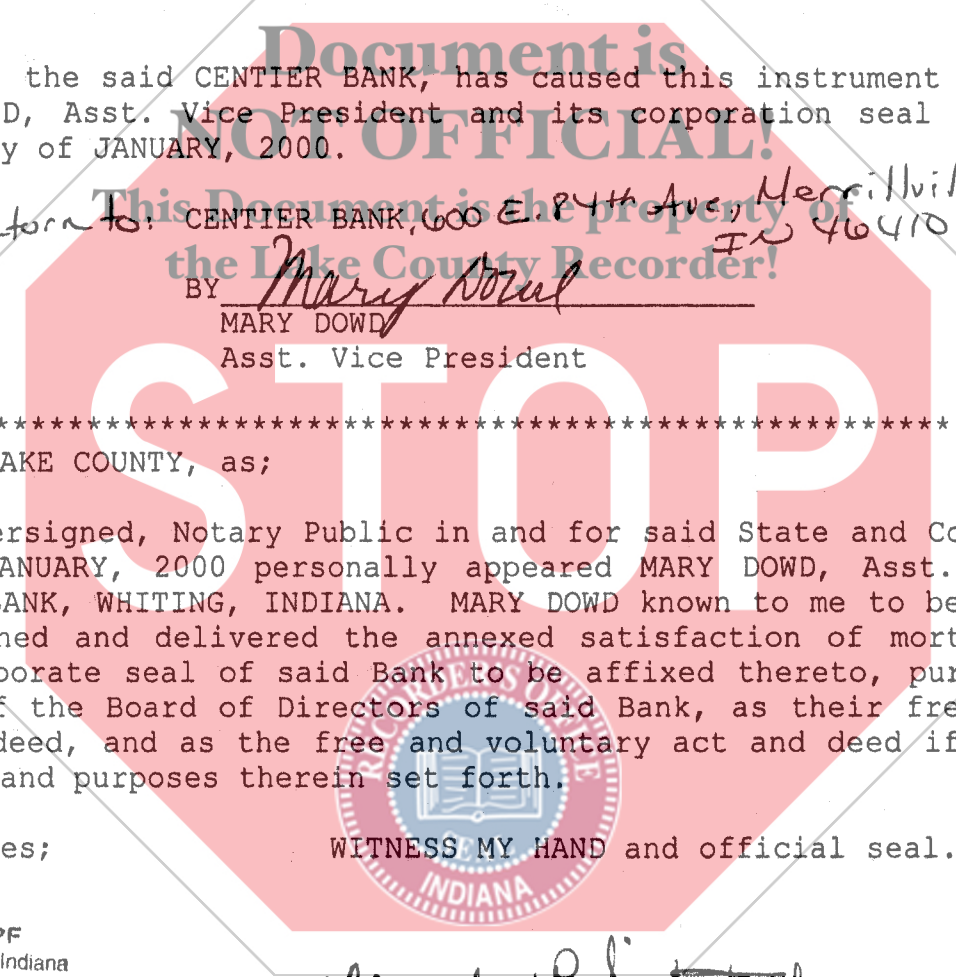 Document is
the said CENTIER BANK, has caused this instrument
D, Asst. Vice President and its corporation seal
NOT OFFICIAL!
y of JANUARY, 2000.
This Document is the property of
torn to: CENTIER BANK, 600 E. 84th Ave, Merrillvil
IN 46410
the Lake County Recorder!
BY Mary Dowd
MARY DOWD
Asst. Vice President
STOP
*****************************************************
AKE COUNTY, as;
ersigned, Notary Public in and for said State and Co
ANUARY, 2000 personally appeared MARY DOWD, Asst.
BANK, WHITING, INDIANA. MARY DOWD known to me to be
ned and delivered the annexed satisfaction of mort
porate seal of said Bank to be affixed thereto, pur
f the Board of Directors of said Bank, as their fre
deed, and as the free and voluntary act and deed if
and purposes therein set forth.
RECORDER'S OFFICE
SEAL
INDIANA
es; WITNESS MY HAND and official seal.
PF
Indiana